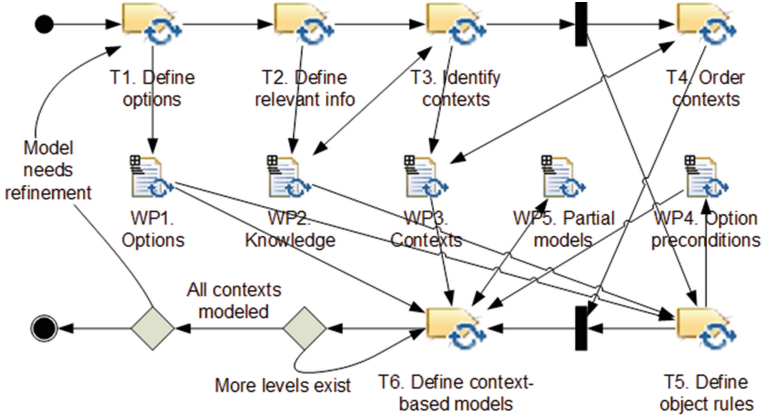 T1. Define
options
T2. Define
relevant info
T3. Identify
contexts
T4. Order
contexts
Model
needs
refinement
WP1.
Options
WP2.
Knowledge
WP3.
Contexts
WP5. Partial
models
WP4. Option
preconditions
All contexts
modeled
More levels exist
T6. Define context-
based models
T5. Define
object rules